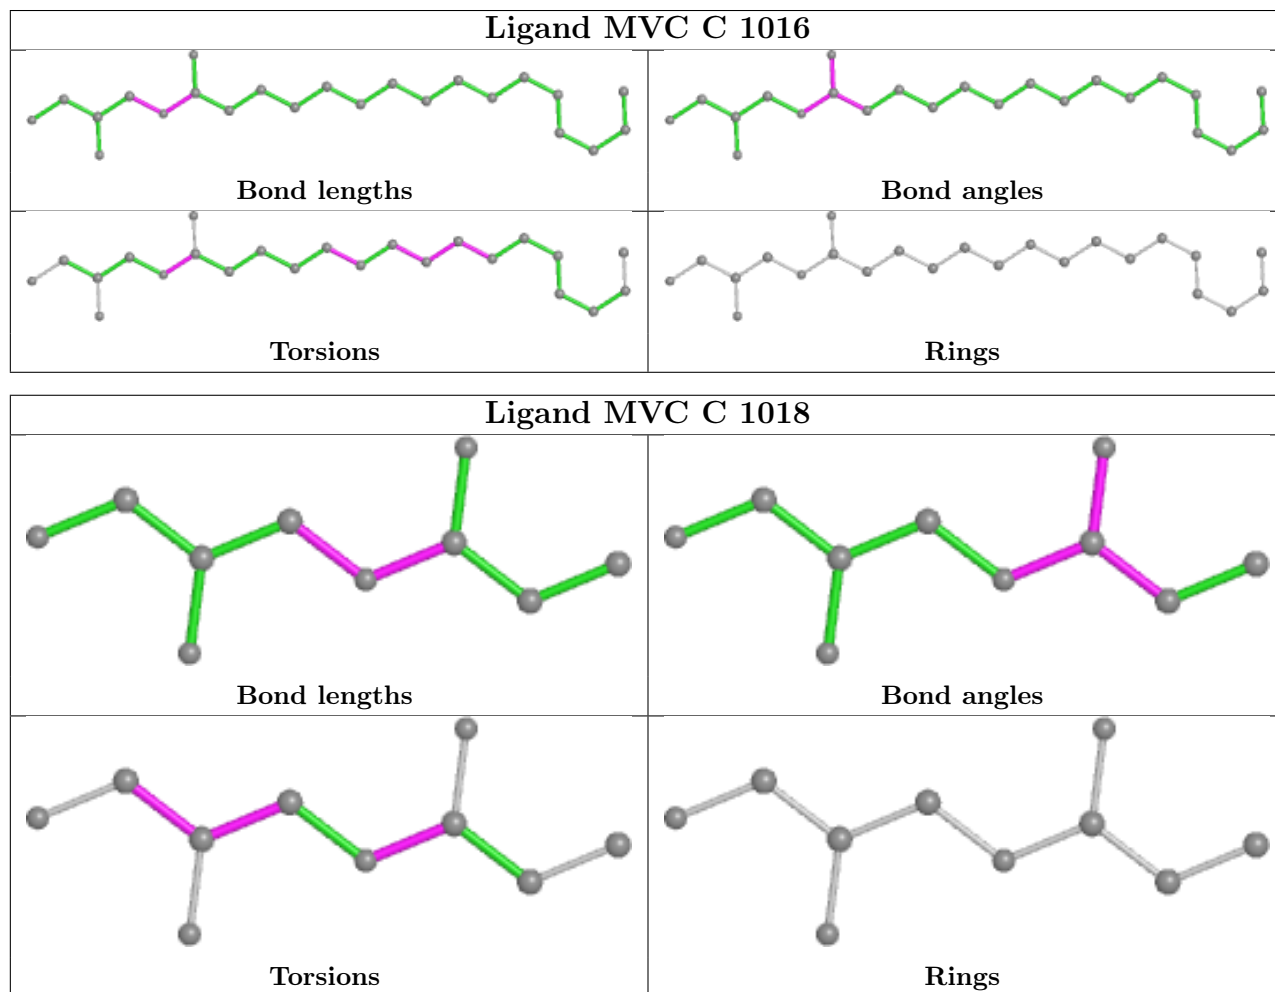 Ligand MVC C 1016
Bond lengths
Bond angles
Torsions
Rings
Ligand MVC C 1018
Bond lengths
Bond angles
Torsions
Rings